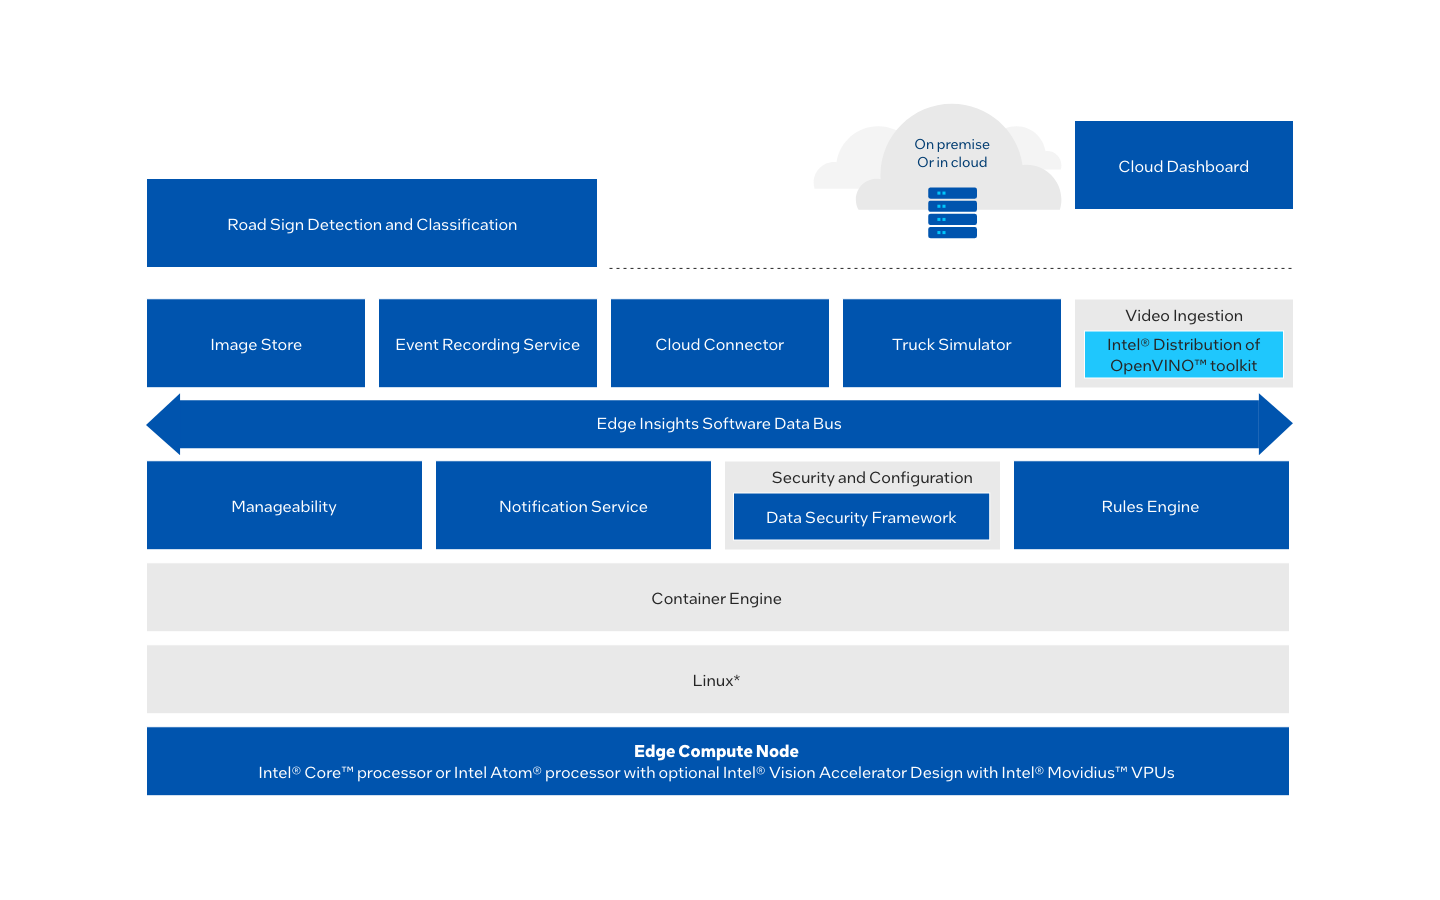 On premise
Or in cloud
Cloud Dashboard
Road Sign Detection and Classification
Image Store
Event Recording Service
Cloud Connector
Truck Simulator
Video Ingestion
Intel® Distribution of
OpenVINO™ toolkit
Edge Insights Software Data Bus
Manageability
Notification Service
Security and Configuration
Data Security Framework
Rules Engine
Container Engine
Linux*
Edge Compute Node
Intel® Core™ processor or Intel Atom® processor with optional Intel® Vision Accelerator Design with Intel® Movidius™ VPUs